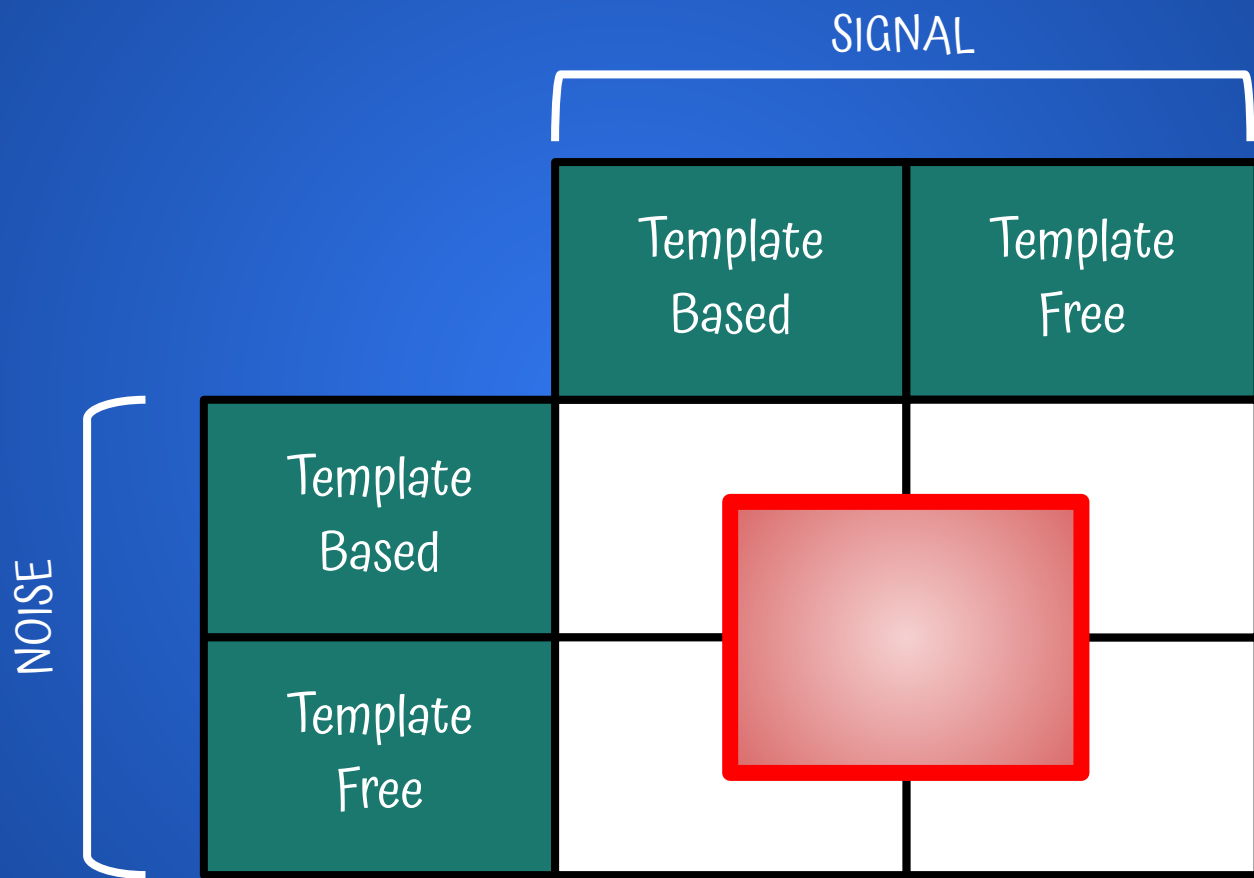 SIGNAL
Template
Based
Template
Free
NOISE
Template
Based
Template
Free